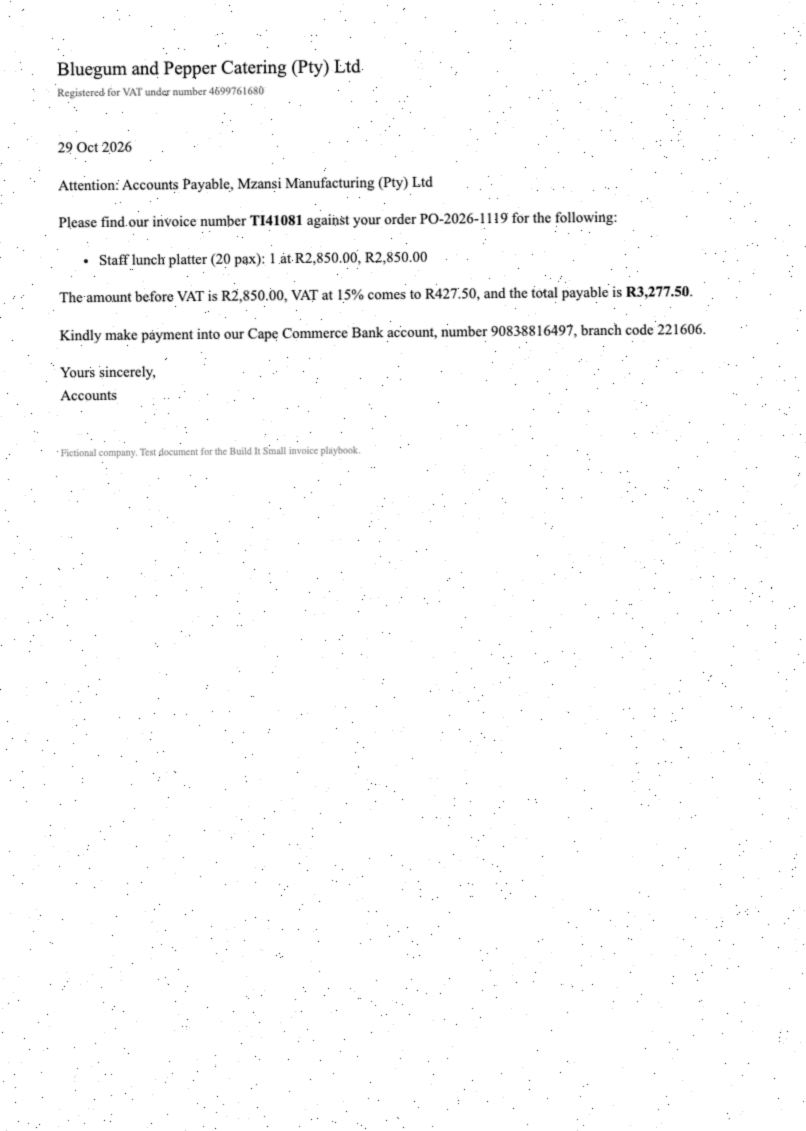 Bluegum and Pepper Catering (Pty) Ltd
Registered for VAT under number 4699761680
29 Oct 2026
Attention: Accounts Payable, Mzansi Manufacturing (Pty) Ltd
Please find our invoice number TI41081 against your order PO-2026-1119 for the following:
• Staff lunch platter (20 pax): 1 at R2,850.00, R2,850.00
The amount before VAT is R2,850.00, VAT at 15% comes to R427.50, and the total payable is R3,277.50.
Kindly make payment into our Cape Commerce Bank account, number 90838816497, branch code 221606.
Yours sincerely,
Accounts
Fictional company. Test document for the Build It Small invoice playbook.